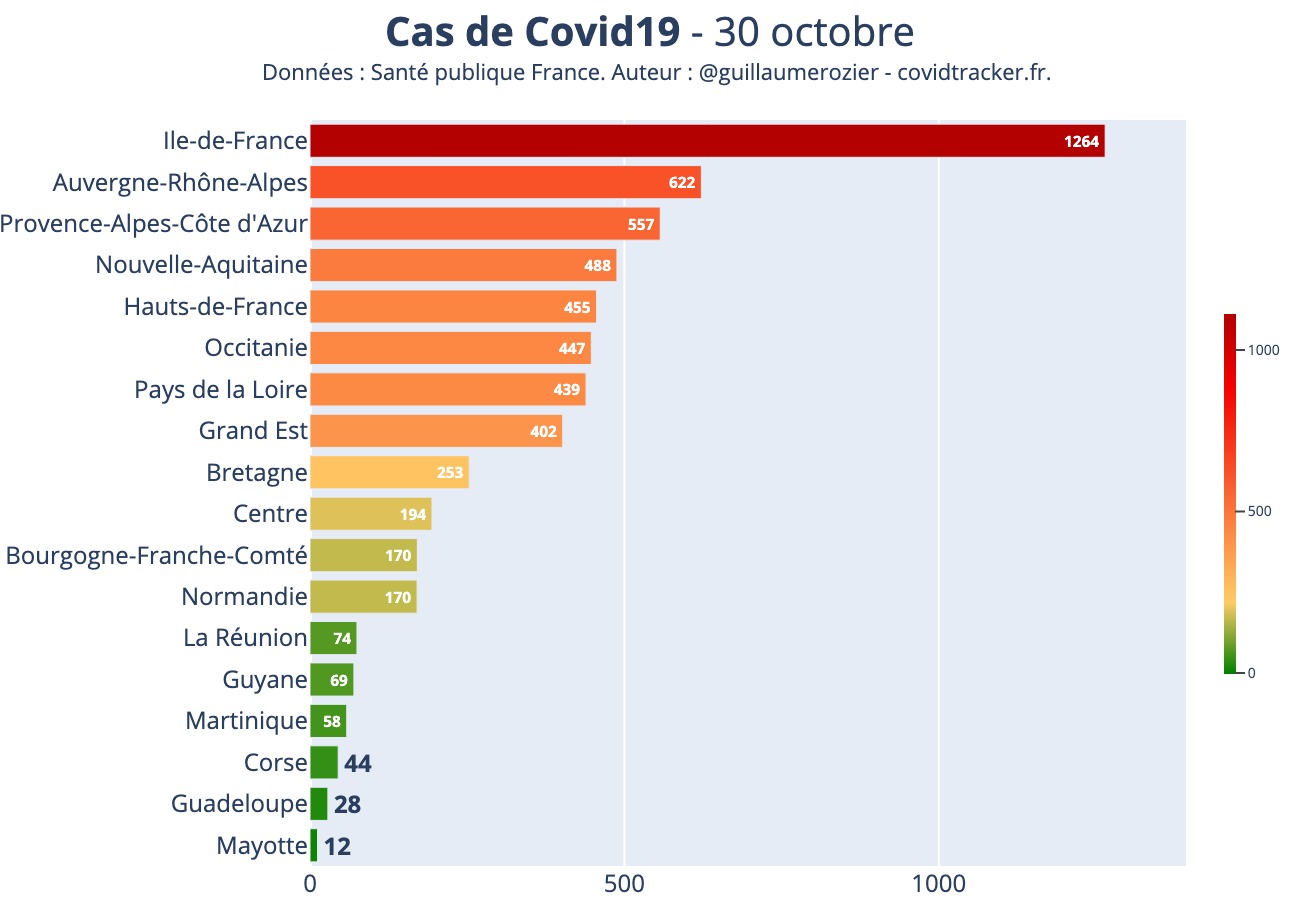 Cas de Covid19 - 30 octobre
Données : Santé publique France. Auteur : @guillaumerozier - covidtracker.fr.
Ile-de-France 1264
Auvergne-Rhône-Alpes 622
Provence-Alpes-Côte d'Azur 557
Nouvelle-Aquitaine 488
Hauts-de-France 455
Occitanie 447
Pays de la Loire 439
Grand Est 402
Bretagne 253
Centre 194
Bourgogne-Franche-Comté 170
Normandie 170
La Réunion 74
Guyane 69
Martinique 58
Corse 44
Guadeloupe 28
Mayotte 12
0 500 1000
1000
500
0